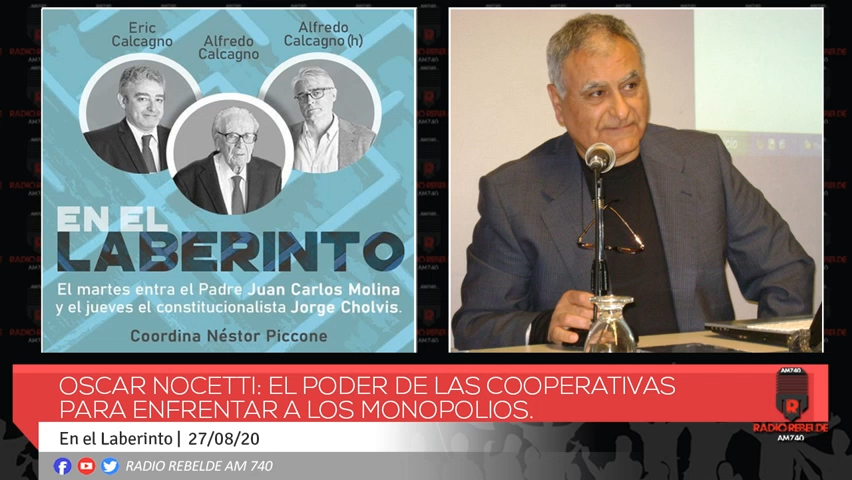 Eric
Calcagno
Alfredo
Calcagno
Alfredo
Calcagno (h)
EN EL
LABERINTO
El martes entra el Padre Juan Carlos Molina
y el jueves el constitucionalista Jorge Cholvis.
Coordina Néstor Piccone
OSCAR NOCETTI: EL PODER DE LAS COOPERATIVAS
PARA ENFRENTAR A LOS MONOPOLIOS.
En el Laberinto | 27/08/20
RADIO REBELDE AM 740
AM740
R
RADIO REBELDE
AM740